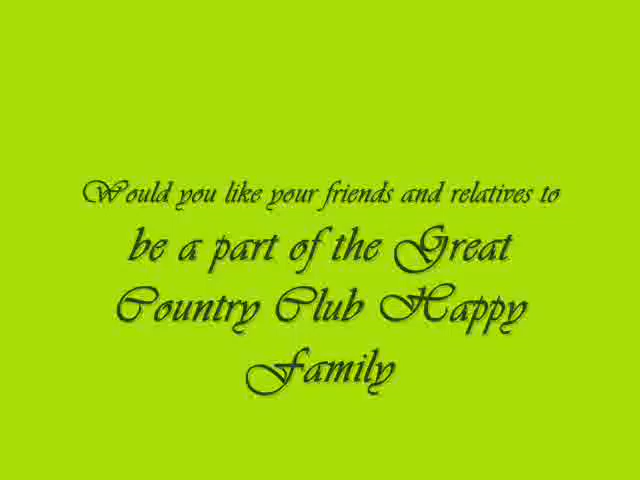 Would you like your friends and relatives to
be a part of the Great
Country Club Happy
Family